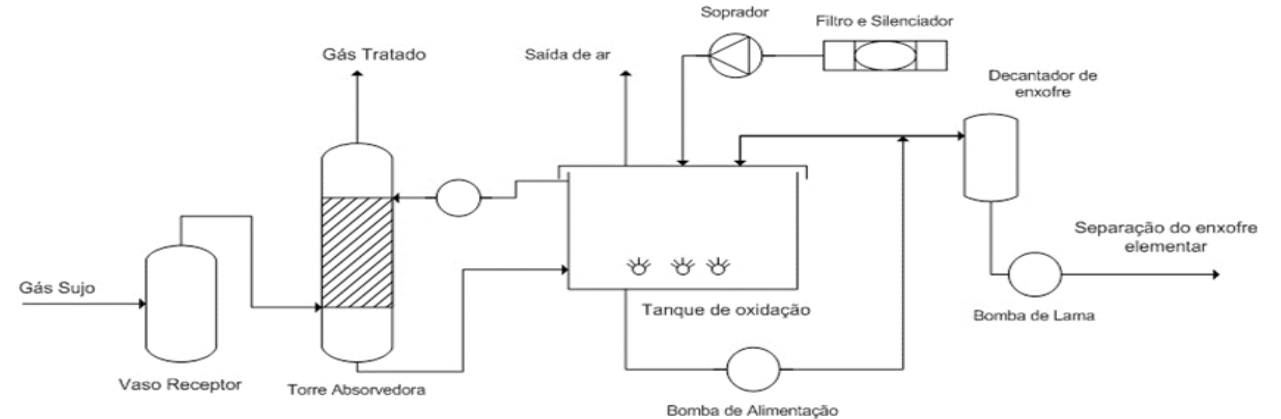 Soprador
Filtro e Silenciador
Gás Tratado
Saída de ar
Decantador de
enxofre
Separação do enxofre
elementar
Gás Sujo
Tanque de oxidação
Bomba de Lama
Vaso Receptor
Torre Absorvedora
Bomba de Alimentação